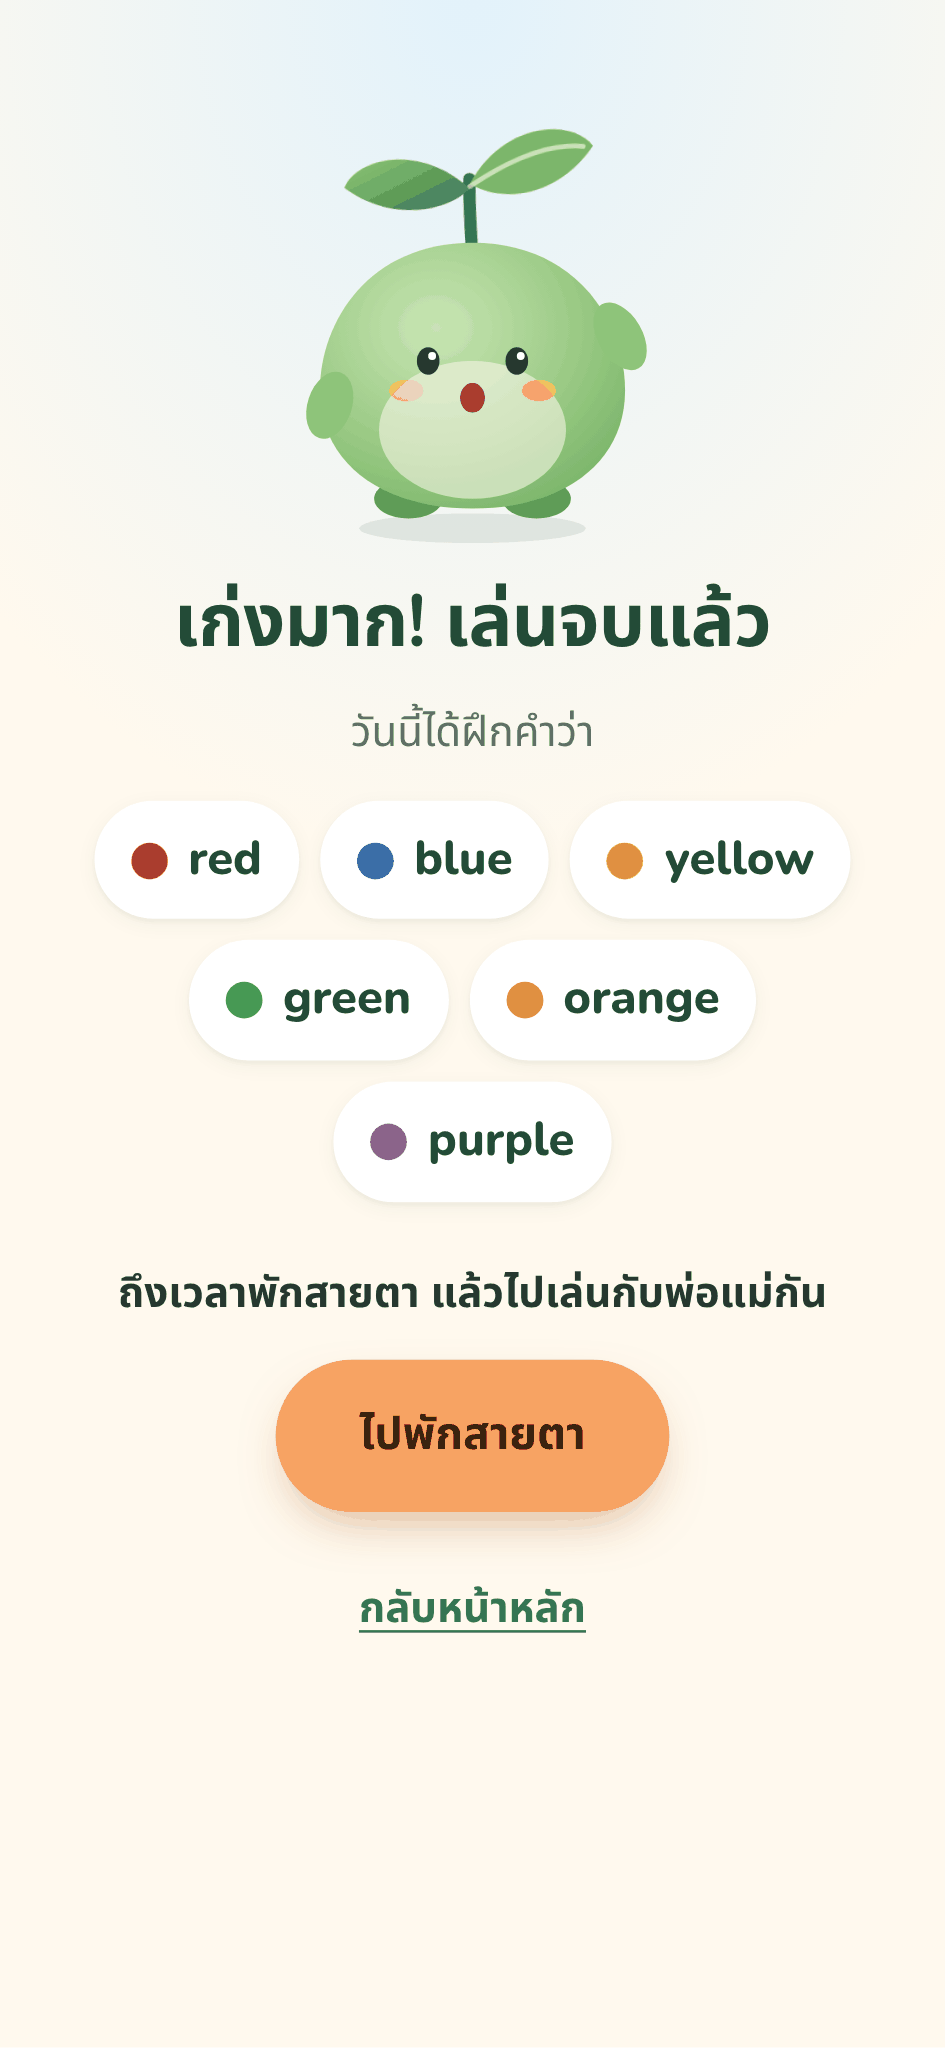 เก่งมาก! เล่นจบแล้ว
วันนี้ได้ฝึกคำว่า
red blue yellow
green orange
purple
ถึงเวลาพักสายตา แล้วไปเล่นกับพ่อแม่กัน
ไปพักสายตา
กลับหน้าหลัก